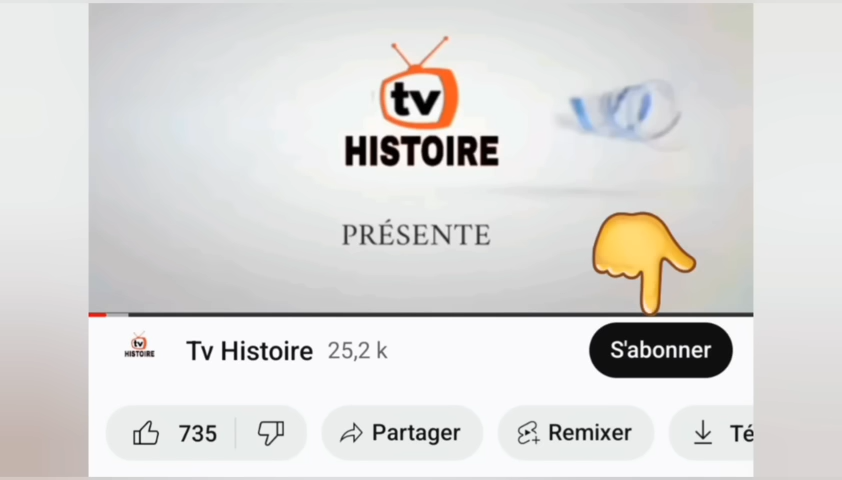 tv
HISTOIRE
PRÉSENTE
tv
HISTOIRE
Tv Histoire 25,2 k
S'abonner
735
Partager
Remixer
Té